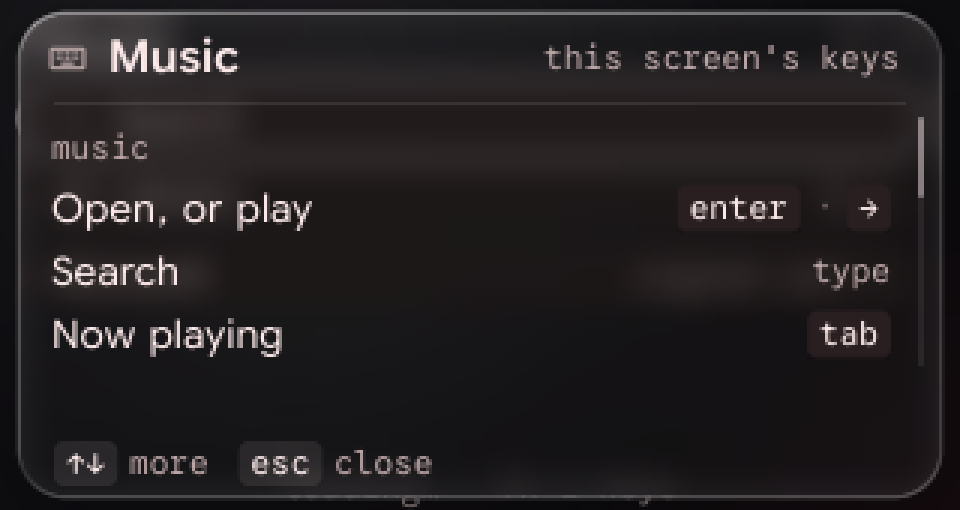 Music this screen's keys
music
Open, or play enter · →
Search type
Now playing tab
↑↓ more esc close